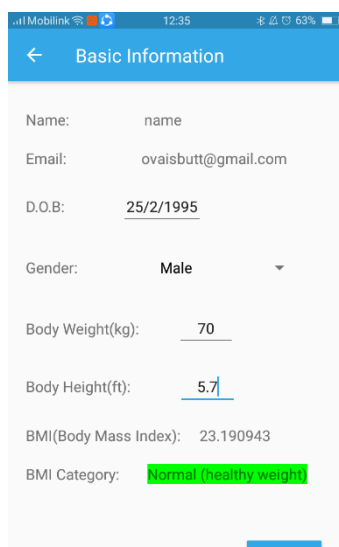 Mobilink 12:35 63%
Basic Information
Name: name
Email: ovaisbutt@gmail.com
D.O.B: 25/2/1995
Gender: Male
Body Weight(kg): 70
Body Height(ft): 5.7
BMI(Body Mass Index): 23.190943
BMI Category: Normal (healthy weight)